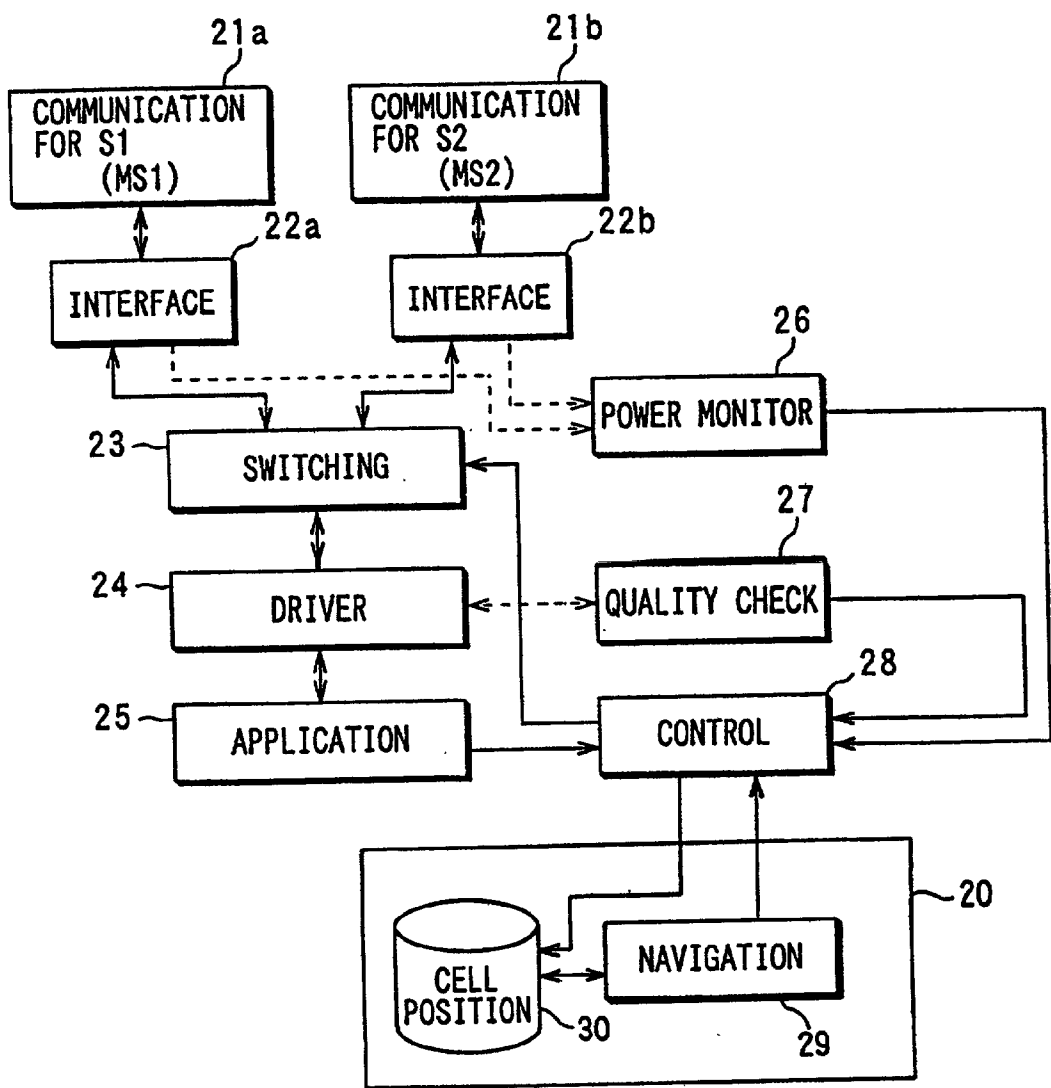 21a
21b
COMMUNICATION
FOR S1
(MS1)
COMMUNICATION
FOR S2
(MS2)
22a
22b
INTERFACE
INTERFACE
26
POWER MONITOR
23
SWITCHING
27
24
DRIVER
QUALITY CHECK
28
25
APPLICATION
CONTROL
20
CELL
POSITION
NAVIGATION
30
29